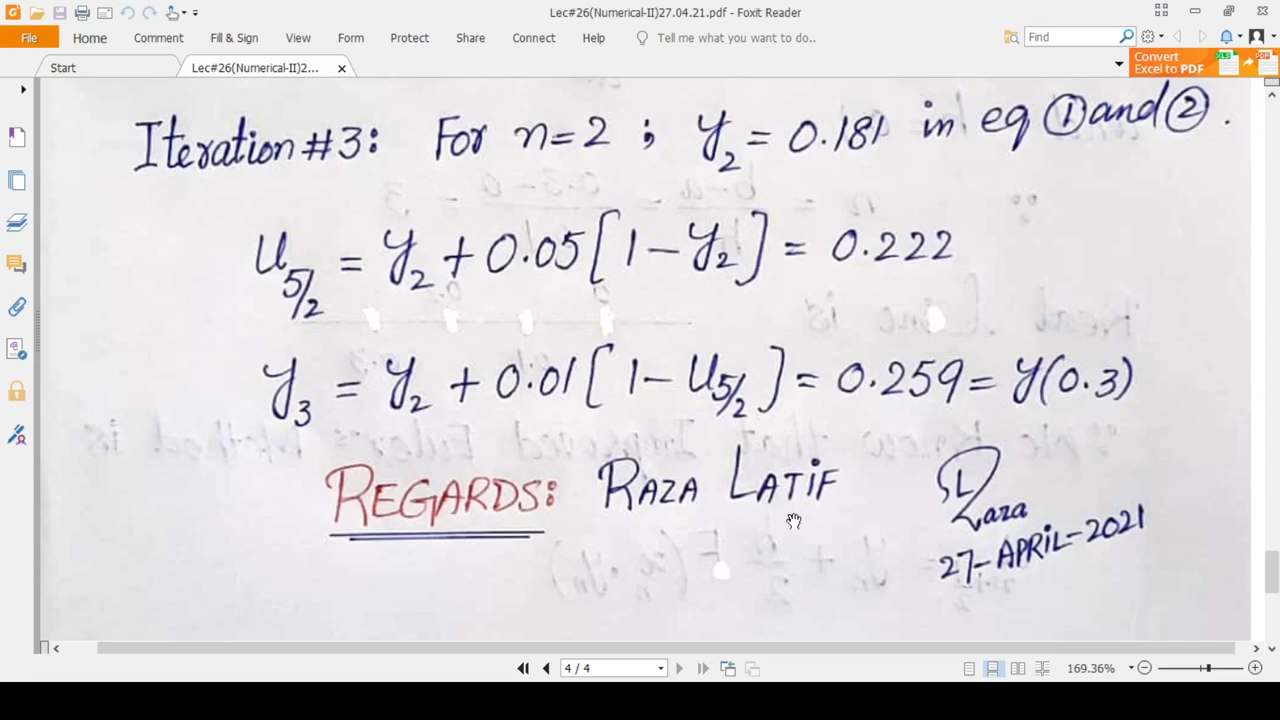 Lec#26(Numerical-II)27.04.21.pdf - Foxit Reader
File Home Comment Fill & Sign View Form Protect Share Connect Help Tell me what you want to do.. Find
Start Lec#26(Numerical-II)2... Convert Excel to PDF
Iteration #3: For n=2 ; y₂ = 0.181 in eq ① and ② .
U₅/₂ = y₂ + 0.05 [ 1 - y₂ ] = 0.222
y₃ = y₂ + 0.01 [ 1 - U₅/₂ ] = 0.259 = y(0.3)
REGARDS: RAZA LATIF
Raza
27-APRIL-2021
4 / 4 169.36%